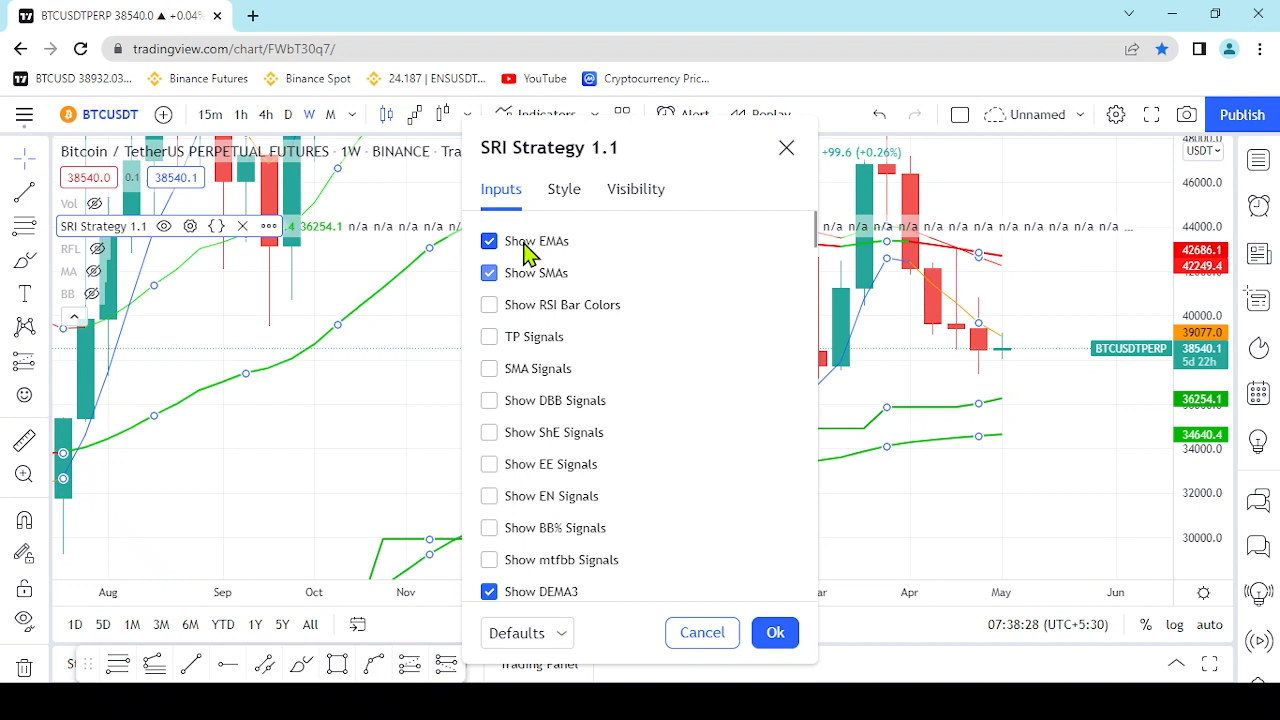 BTCUSDTPERP 38540.0 ▲ +0.04%
tradingview.com/chart/FWbT30q7/
BTCUSD 38932.03... Binance Futures Binance Spot 24.187 | ENSUSDT... YouTube Cryptocurrency Pric...
BTCUSDT 15m 1h 4h D W M Indicators Alert Replay Unnamed Publish
Bitcoin / TetherUS PERPETUAL FUTURES · 1W · BINANCE · Tra
+99.6 (+0.26%)
38540.0 0.1 38540.1
Vol
SRI Strategy 1.1 .4 36254.1 n/a n/a n/a n/a n/a
n/a n/a n/a n/a n/a n/a n/a n/a n/a n/a n/a n/a ...
RFL
MA
BB
SRI Strategy 1.1
Inputs Style Visibility
Show EMAs
Show SMAs
Show RSI Bar Colors
TP Signals
SMA Signals
Show DBB Signals
Show ShE Signals
Show EE Signals
Show EN Signals
Show BB% Signals
Show mtfbb Signals
Show DEMA3
Defaults Cancel Ok
48000.0
USDT
46000.0
44000.0
42686.1
42249.4
40000.0
39077.0
BTCUSDTPERP 38540.1
5d 22h
36254.1
34640.4
34000.0
32000.0
30000.0
Aug Sep Oct Nov ar Apr May Jun
1D 5D 1M 3M 6M YTD 1Y 5Y All
07:38:28 (UTC+5:30) % log auto
Trading Panel